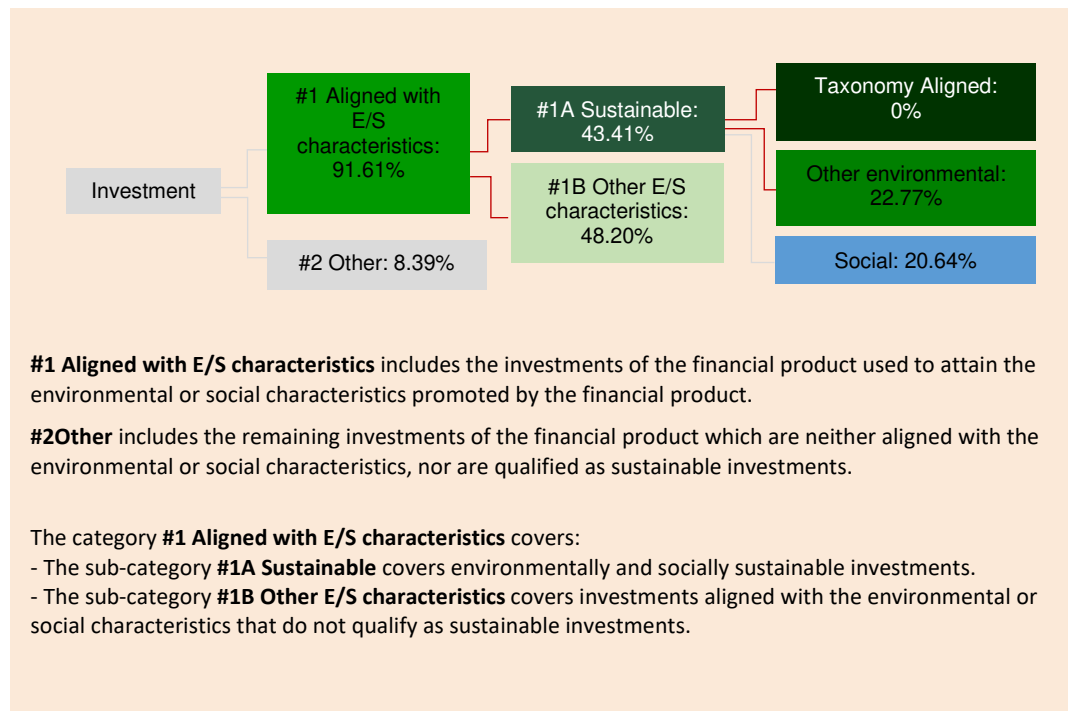 Investment
#1 Aligned with
E/S
characteristics:
91.61%
#2 Other: 8.39%
#1A Sustainable:
43.41%
#1B Other E/S
characteristics:
48.20%
Taxonomy Aligned:
0%
Other environmental:
22.77%
Social: 20.64%
#1 Aligned with E/S characteristics includes the investments of the financial product used to attain the
environmental or social characteristics promoted by the financial product.
#2Other includes the remaining investments of the financial product which are neither aligned with the
environmental or social characteristics, nor are qualified as sustainable investments.
The category #1 Aligned with E/S characteristics covers:
- The sub-category #1A Sustainable covers environmentally and socially sustainable investments.
- The sub-category #1B Other E/S characteristics covers investments aligned with the environmental or
social characteristics that do not qualify as sustainable investments.